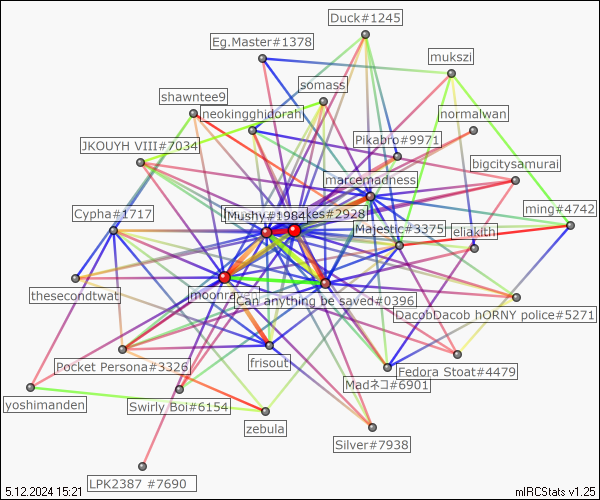 Duck#1245
Eg.Master#1378
mukszi
somass
shawntee9
neokingghidorah
normalwan
Pikabro#9971
JKOUYH VIII#7034
bigcitysamurai
marcemadness
ming#4742
Cypha#1717
Mushy#1984
kes#2928
Majestic#3375
eliakith
thesecondtwat
moonra
Can anything be saved#0396
DacobDacob hORNY police#5271
frisout
Pocket Persona#3326
Fedora Stoat#4479
Madネコ#6901
yoshimanden
Swirly Boi#6154
zebula
Silver#7938
LPK2387 #7690
5.12.2024 15:21
mIRCStats v1.25